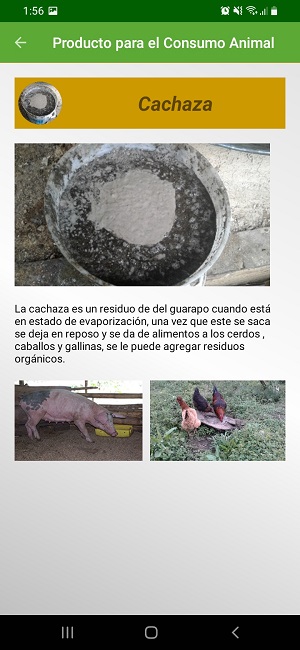 1:56
Producto para el Consumo Animal
Cachaza
La cachaza es un residuo de del guarapo cuando está
en estado de evaporización, una vez que este se saca
se deja en reposo y se da de alimentos a los cerdos ,
caballos y gallinas, se le puede agregar residuos
orgánicos.